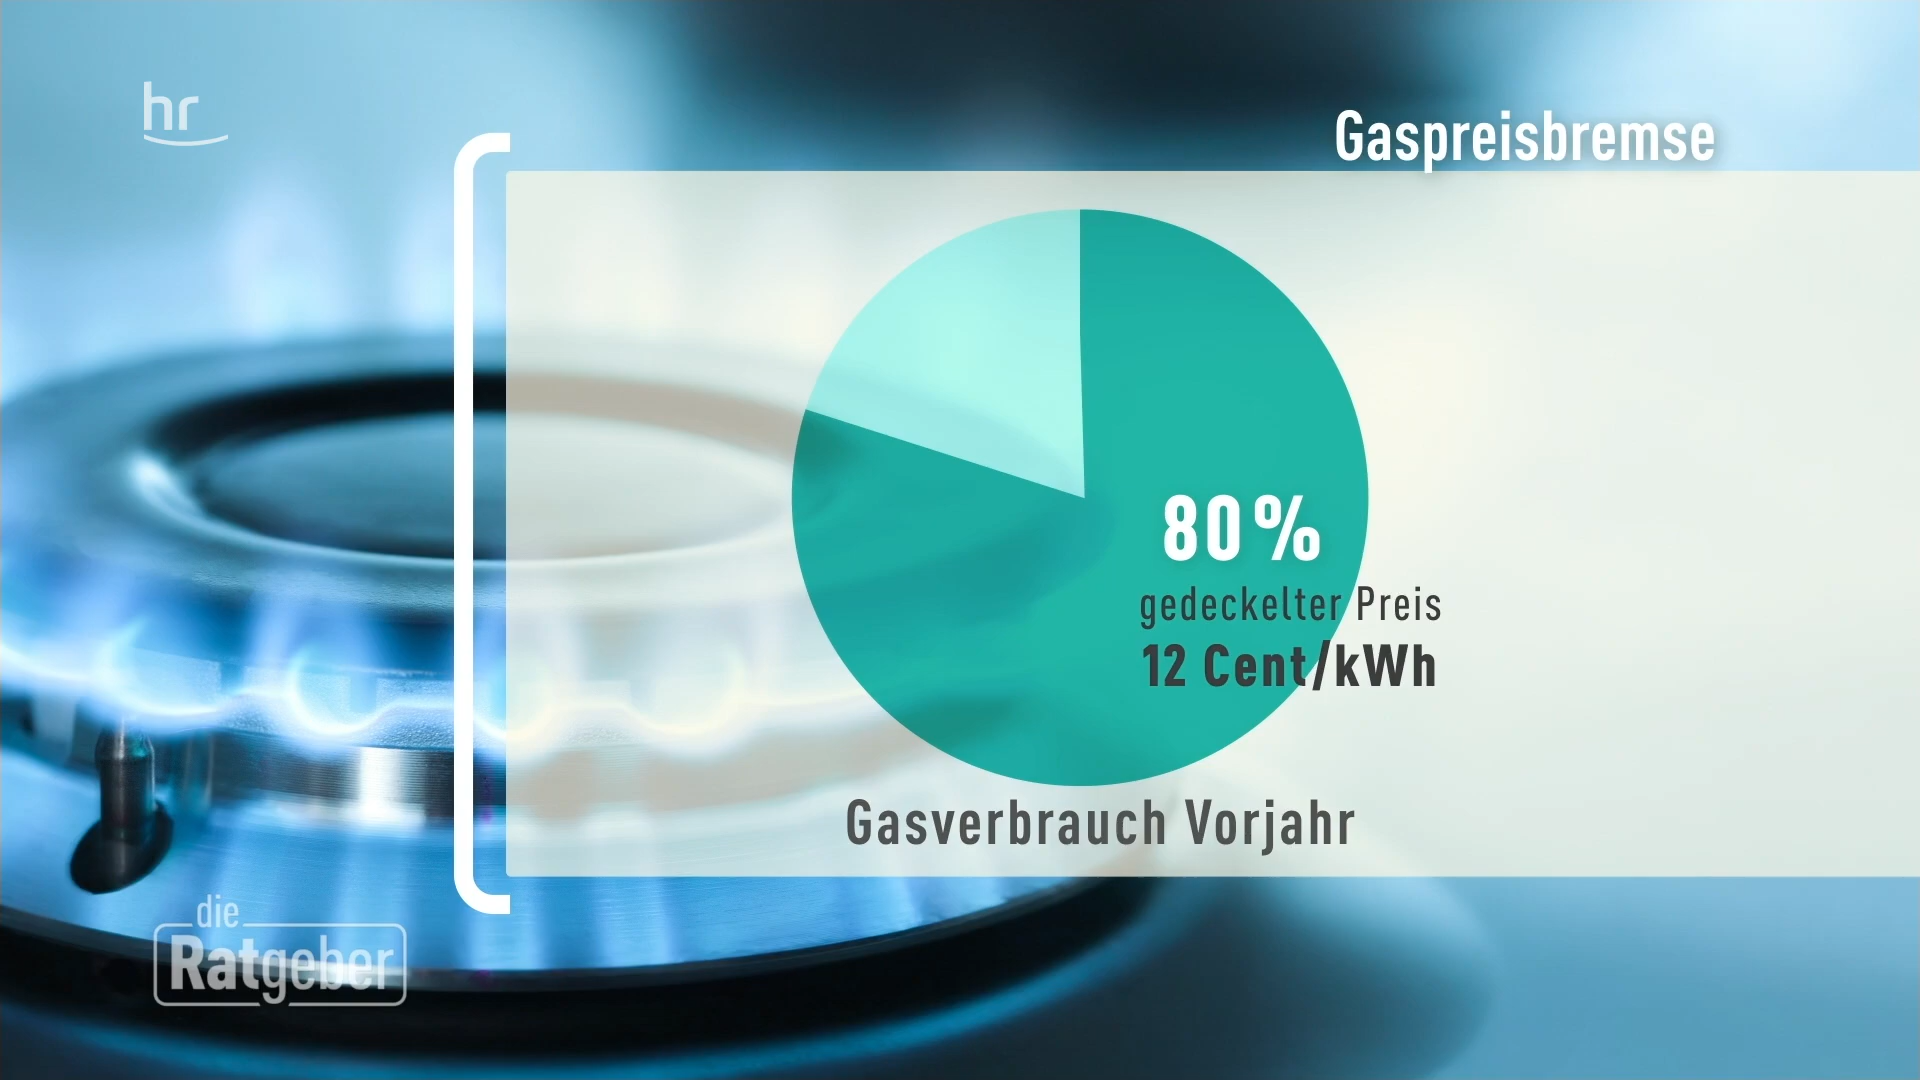 hr
Gaspreisbremse
80%
gedeckelter Preis
12 Cent/kWh
Gasverbrauch Vorjahr
die
Ratgeber